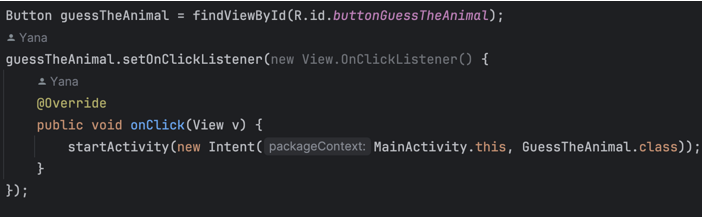 Button guessTheAnimal = findViewById(R.id.buttonGuessTheAnimal);
Yana
guessTheAnimal.setOnClickListener(new View.OnClickListener() {
Yana
@Override
public void onClick(View v) {
startActivity(new Intent( packageContext: MainActivity.this, GuessTheAnimal.class));
}
});